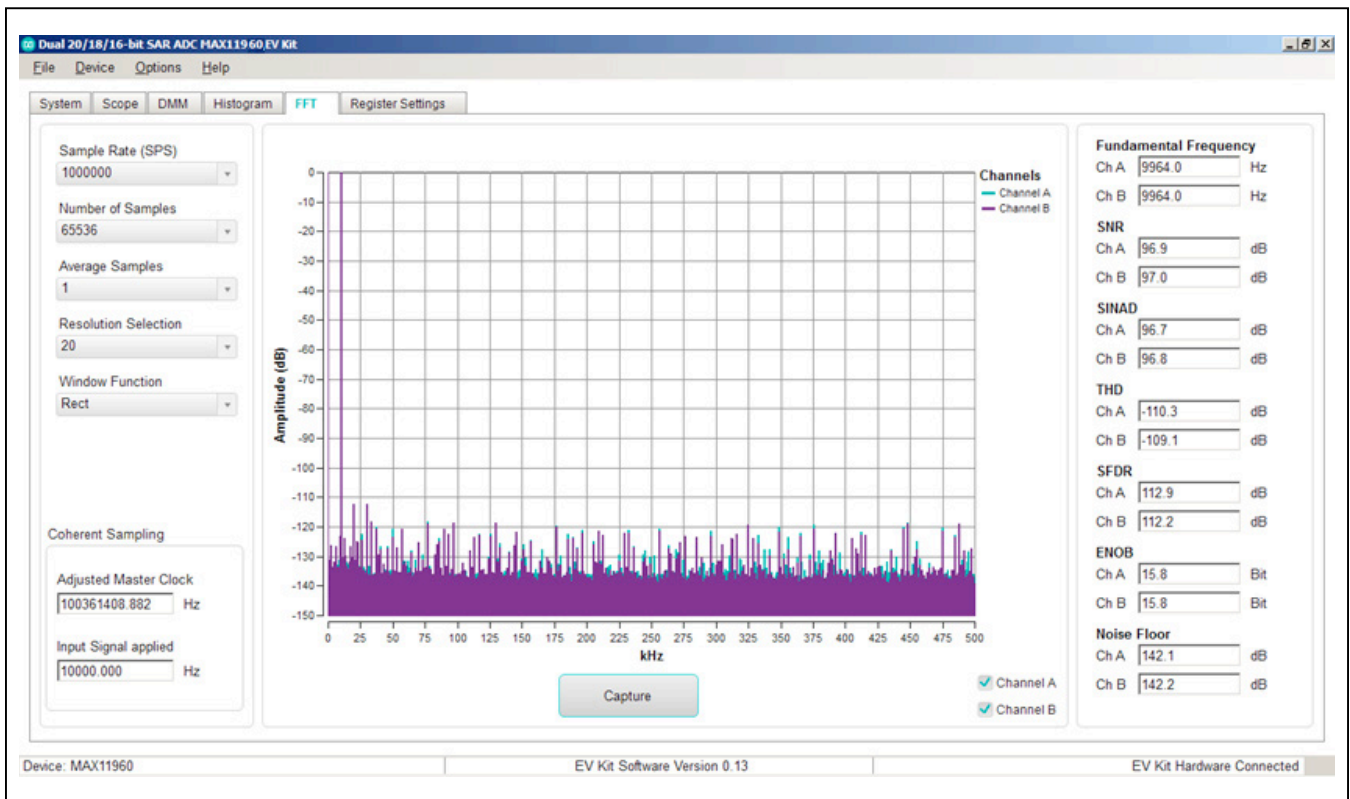 Dual 20/18/16-bit SAR ADC MAX11960,EV Kit
File Device Options Help
System Scope DMM Histogram FFT Register Settings
Sample Rate (SPS)
1000000
Number of Samples
65536
Average Samples
1
Resolution Selection
20
Window Function
Rect
Coherent Sampling
Adjusted Master Clock
100361408.882 Hz
Input Signal applied
10000.000 Hz
Amplitude (dB)
0
-10
-20
-30
-40
-50
-60
-70
-80
-90
-100
-110
-120
-130
-140
-150
0 25 50 75 100 125 150 175 200 225 250 275 300 325 350 375 400 425 450 475 500
kHz
Channels
Channel A
Channel B
Capture
Channel A
Channel B
Fundamental Frequency
Ch A 9964.0 Hz
Ch B 9964.0 Hz
SNR
Ch A 96.9 dB
Ch B 97.0 dB
SINAD
Ch A 96.7 dB
Ch B 96.8 dB
THD
Ch A -110.3 dB
Ch B -109.1 dB
SFDR
Ch A 112.9 dB
Ch B 112.2 dB
ENOB
Ch A 15.8 Bit
Ch B 15.8 Bit
Noise Floor
Ch A 142.1 dB
Ch B 142.2 dB
Device: MAX11960 EV Kit Software Version 0.13 EV Kit Hardware Connected